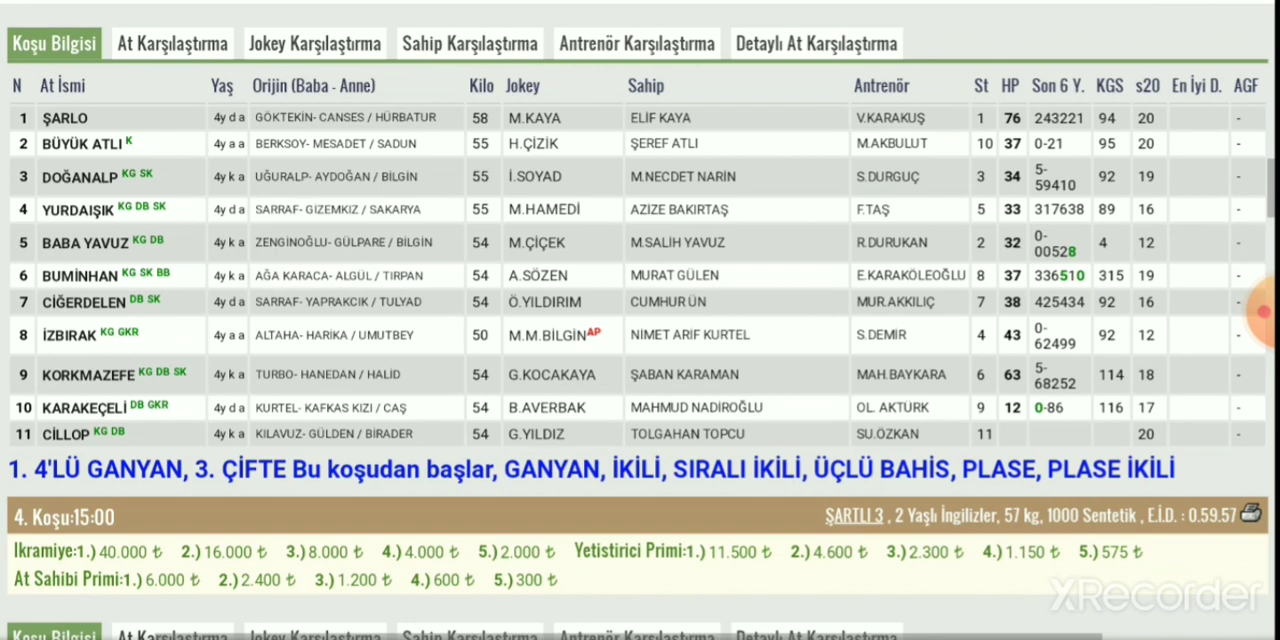 Koşu Bilgisi At Karşılaştırma Jokey Karşılaştırma Sahip Karşılaştırma Antrenör Karşılaştırma Detaylı At Karşılaştırma
N At İsmi Yaş Orijin (Baba - Anne) Kilo Jokey Sahip Antrenör St HP Son 6 Y. KGS s20 En İyi D. AGF
1 ŞARLO 4y d a GÖKTEKİN- CANSES / HÜRBATUR 58 M.KAYA ELİF KAYA V.KARAKUŞ 1 76 243221 94 20 -
2 BÜYÜK ATLI K 4y a a BERKSOY- MESADET / SADUN 55 H.ÇİZİK ŞEREF ATLI M.AKBULUT 10 37 0-21 95 20 -
3 DOĞANALP KG SK 4y k a UĞURALP- AYDOĞAN / BİLGİN 55 İ.SOYAD M.NECDET NARİN S.DURGUÇ 3 34 5-59410 92 19 -
4 YURDAIŞIK KG DB SK 4y d a SARRAF- GİZEMKIZ / SAKARYA 55 M.HAMEDİ AZİZE BAKIRTAŞ F.TAŞ 5 33 317638 89 16 -
5 BABA YAVUZ KG DB 4y k a ZENGİNOĞLU- GÜLPARE / BİLGİN 54 M.ÇİÇEK M.SALİH YAVUZ R.DURUKAN 2 32 0-00528 4 12 -
6 BUMİNHAN KG SK BB 4y k a AĞA KARACA- ALGÜL / TIRPAN 54 A.SÖZEN MURAT GÜLEN E.KARAKÖLEOĞLU 8 37 336510 315 19 -
7 CİĞERDELEN DB SK 4y d a SARRAF- YAPRAKCIK / TULYAD 54 Ö.YILDIRIM CUMHUR ÜN MUR.AKKILIÇ 7 38 425434 92 16 -
8 İZBIRAK KG GKR 4y a a ALTAHA- HARİKA / UMUTBEY 50 M.M.BİLGİN AP NİMET ARİF KURTEL S.DEMİR 4 43 0-62499 92 12 -
9 KORKMAZEFE KG DB SK 4y k a TURBO- HANEDAN / HALİD 54 G.KOCAKAYA ŞABAN KARAMAN MAH.BAYKARA 6 63 5-68252 114 18 -
10 KARAKEÇELİ DB GKR 4y d a KURTEL- KAFKAS KIZI / CAŞ 54 B.AVERBAK MAHMUD NADİROĞLU OL. AKTÜRK 9 12 0-86 116 17 -
11 CİLLOP KG DB 4y k a KILAVUZ- GÜLDEN / BİRADER 54 G.YILDIZ TOLGAHAN TOPCU SU.ÖZKAN 11 20 -
1. 4'LÜ GANYAN, 3. ÇİFTE Bu koşudan başlar, GANYAN, İKİLİ, SIRALI İKİLİ, ÜÇLÜ BAHİS, PLASE, PLASE İKİLİ
4. Koşu:15:00 ŞARTLI 3 , 2 Yaşlı İngilizler, 57 kg, 1000 Sentetik , E.İ.D. : 0.59.57
İkramiye:1.) 40.000 ₺ 2.) 16.000 ₺ 3.) 8.000 ₺ 4.) 4.000 ₺ 5.) 2.000 ₺ Yetistirici Primi:1.) 11.500 ₺ 2.) 4.600 ₺ 3.) 2.300 ₺ 4.) 1.150 ₺ 5.) 575 ₺
At Sahibi Primi:1.) 6.000 ₺ 2.) 2.400 ₺ 3.) 1.200 ₺ 4.) 600 ₺ 5.) 300 ₺
XRecorder
Koşu Bilgisi At Karşılaştırma Jokey Karşılaştırma Sahip Karşılaştırma Antrenör Karşılaştırma Detaylı At Karşılaştırma